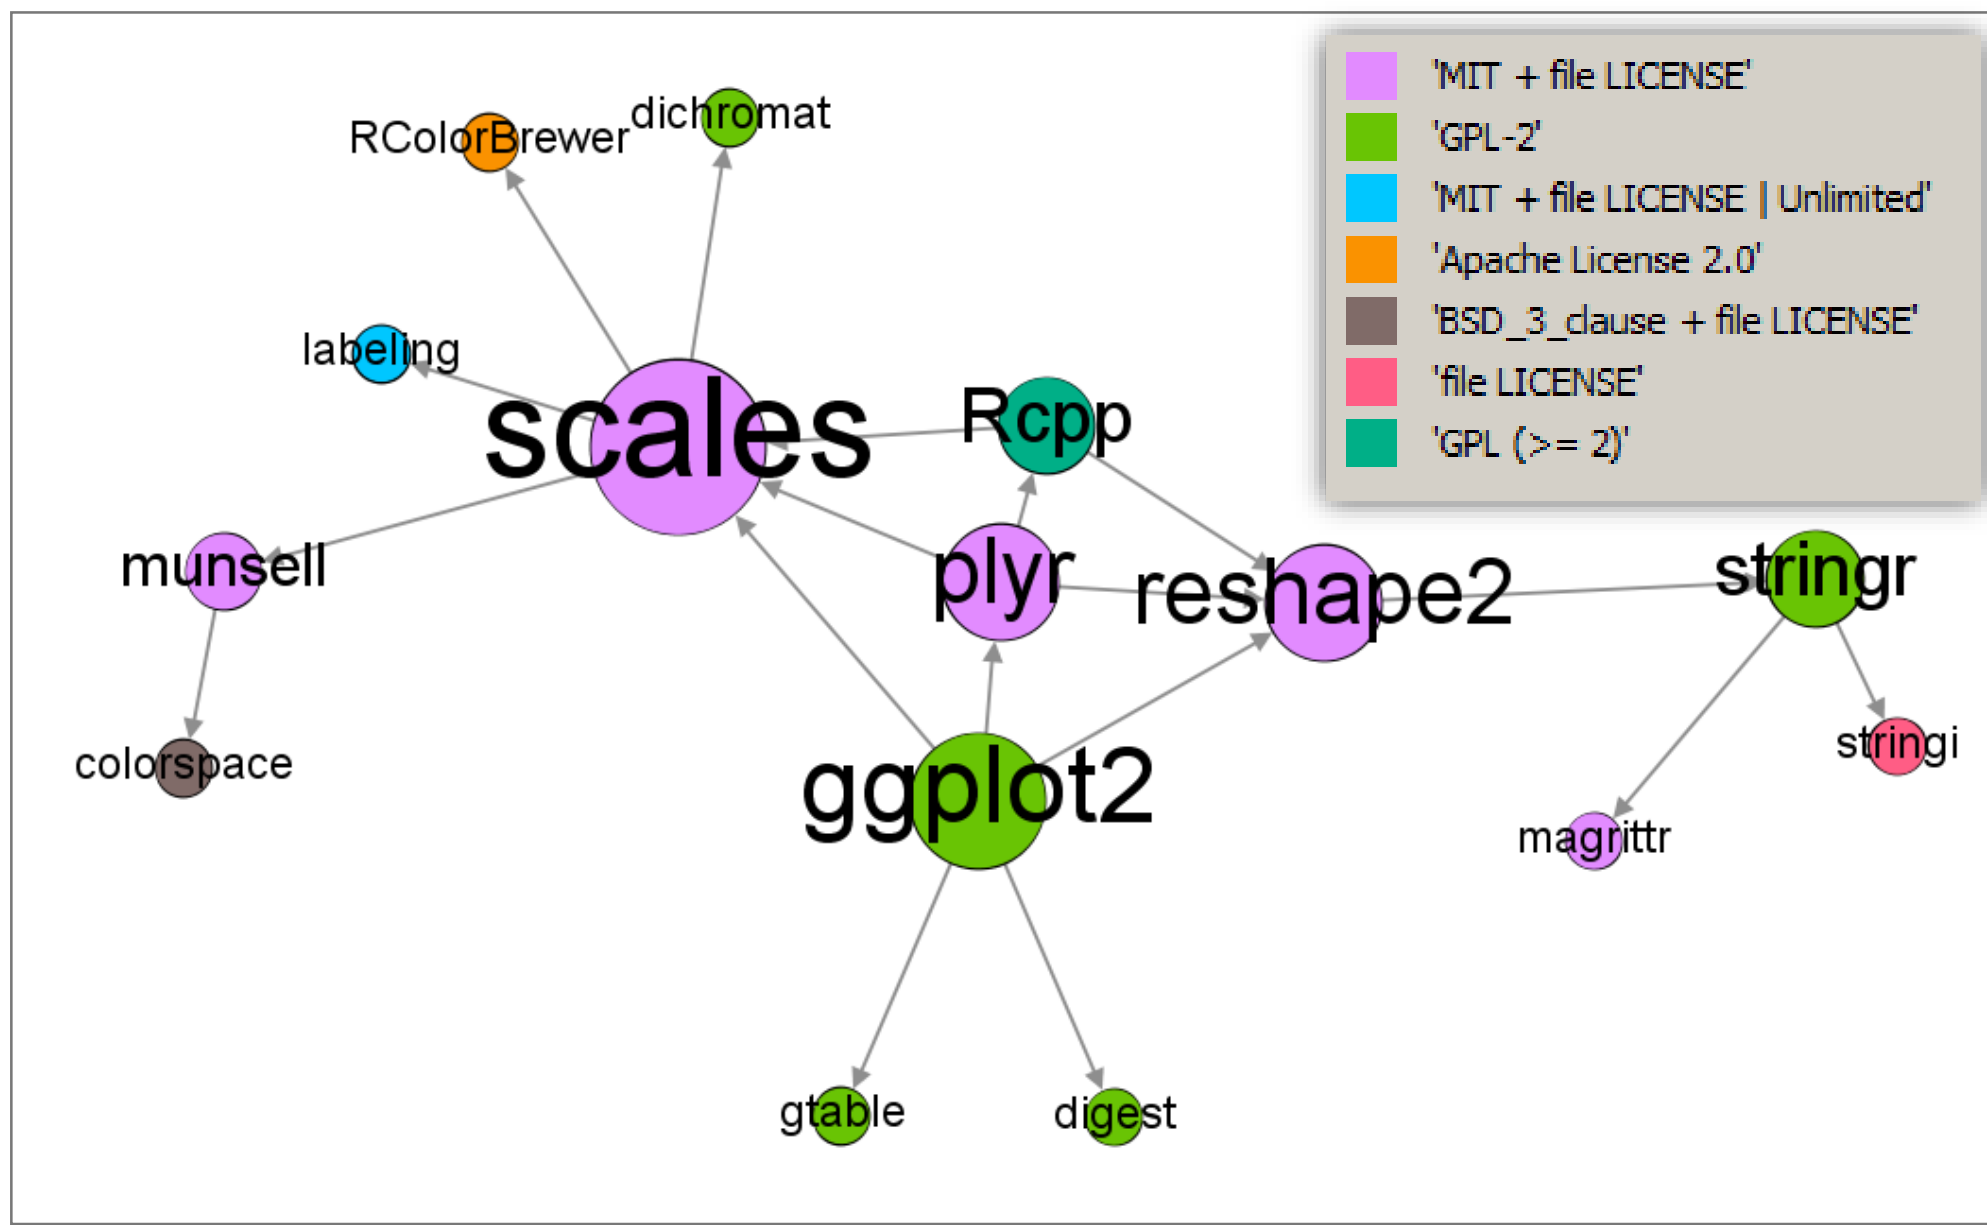 'MIT + file LICENSE'
'GPL-2'
'MIT + file LICENSE | Unlimited'
'Apache License 2.0'
'BSD_3_clause + file LICENSE'
'file LICENSE'
'GPL (>= 2)'
dichromat
RColorBrewer
labeling
scales
Rcpp
munsell
plyr
reshape2
stringr
colorspace
ggplot2
stringi
magrittr
gtable
digest